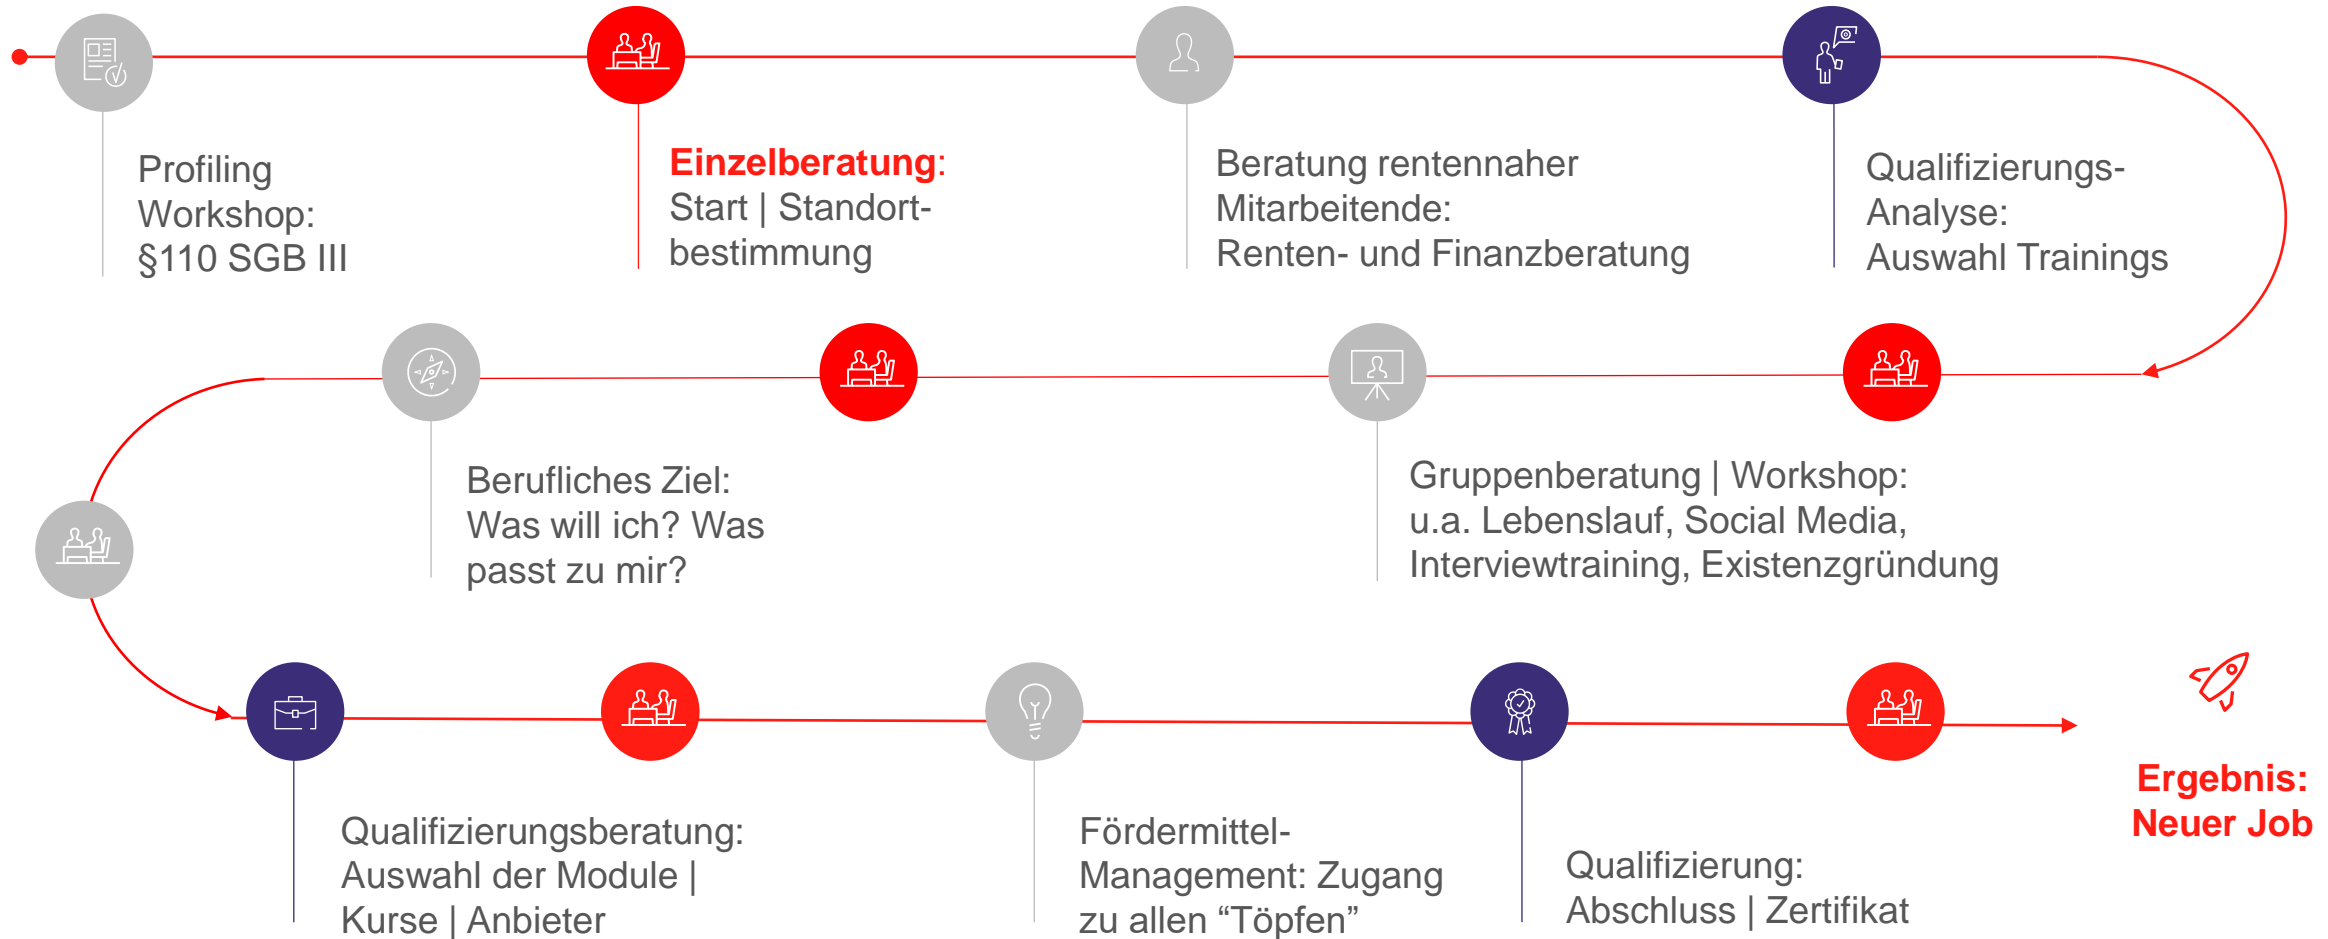 Profiling
Workshop:
§110 SGB III
Einzelberatung:
Start | Standort-
bestimmung
Beratung rentennaher
Mitarbeitende:
Renten- und Finanzberatung
Qualifizierungs-
Analyse:
Auswahl Trainings
Berufliches Ziel:
Was will ich? Was
passt zu mir?
Gruppenberatung | Workshop:
u.a. Lebenslauf, Social Media,
Interviewtraining, Existenzgründung
Qualifizierungsberatung:
Auswahl der Module |
Kurse | Anbieter
Fördermittel-
Management: Zugang
zu allen “Töpfen”
Qualifizierung:
Abschluss | Zertifikat
Ergebnis:
Neuer Job